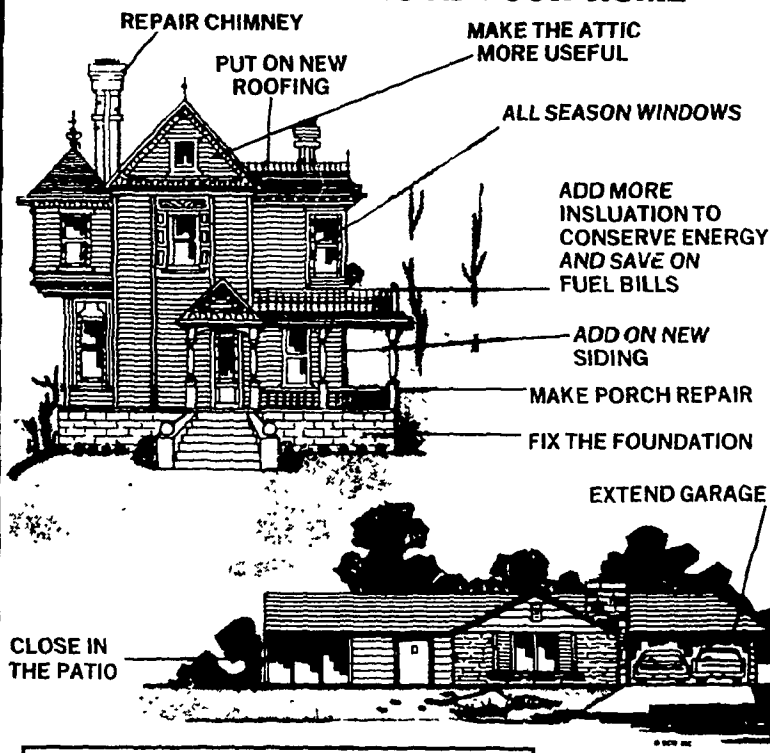 YOUR HOME
REPAIR CHIMNEY
MAKE THE ATTIC
MORE USEFUL
PUT ON NEW
ROOFING
ALL SEASON WINDOWS
ADD MORE
INSLUATION TO
CONSERVE ENERGY
AND SAVE ON
FUEL BILLS
ADD ON NEW
SIDING
MAKE PORCH REPAIR
FIX THE FOUNDATION
EXTEND GARAGE
CLOSE IN
THE PATIO